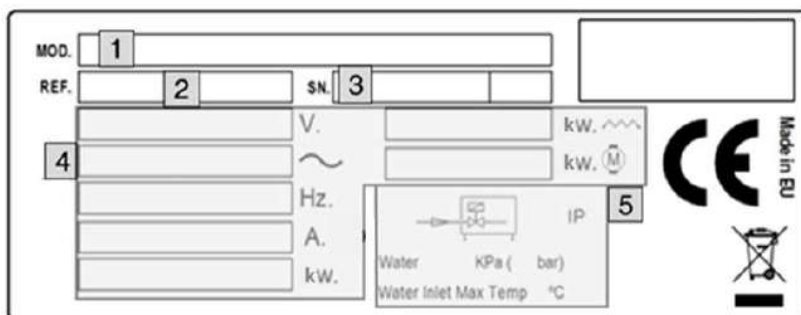 MOD. 1
REF. 2 SN. 3
V. kw.
4 kw. M
Hz. 5
IP
A.
Water KPa ( bar)
kw.
Water Inlet Max Temp °C
CE
Made in EU